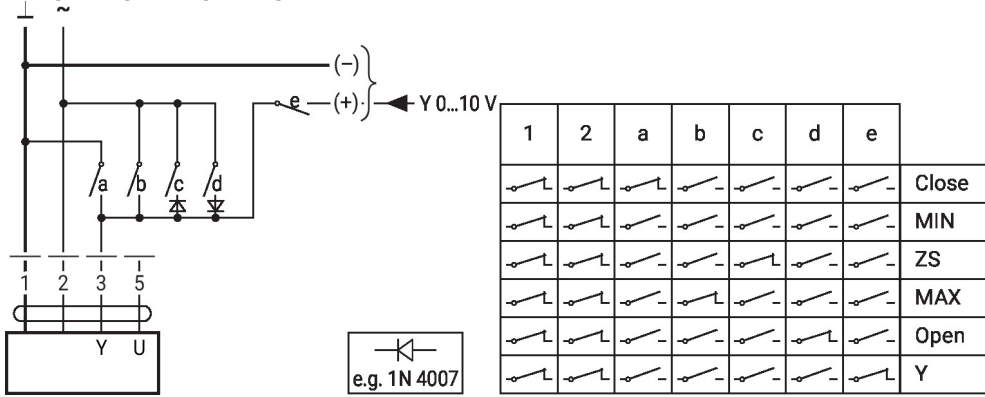 ⊥ ~
(–)
e (+) Y 0...10 V
a b c d
1 2 3 5
Y U
e.g. 1N 4007
1 2 a b c d e
Close
MIN
ZS
MAX
Open
Y